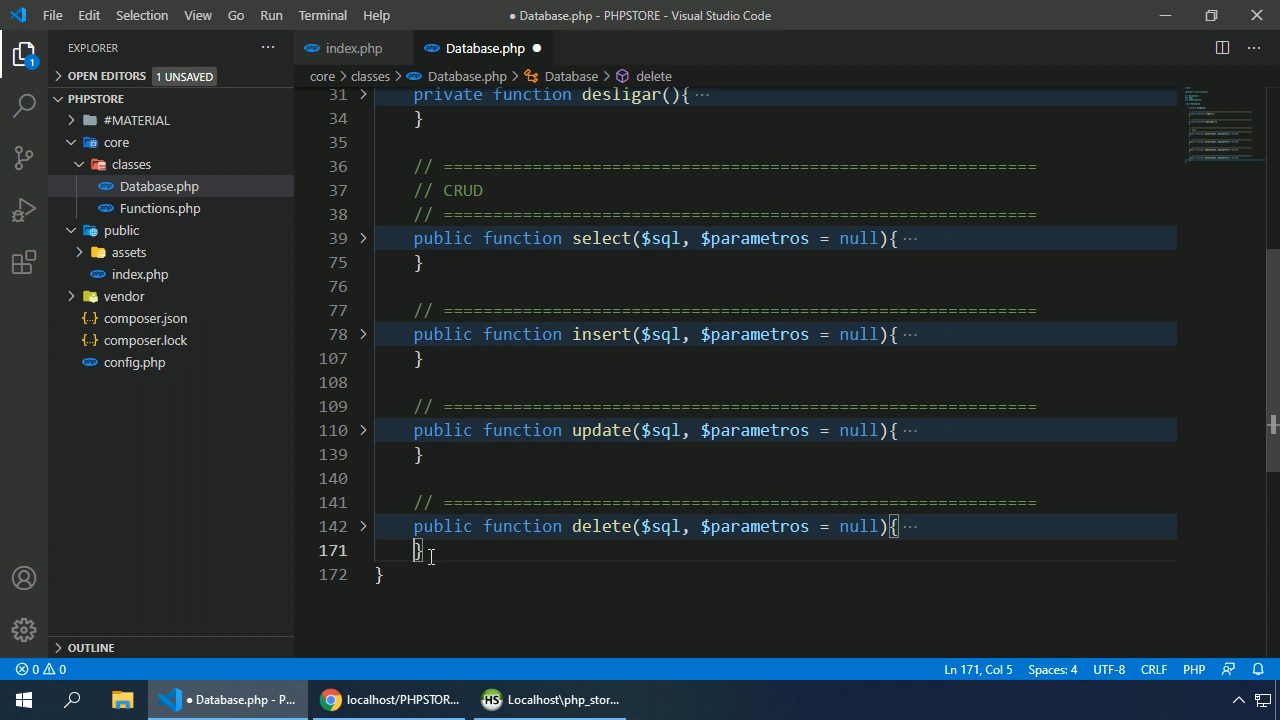 File Edit Selection View Go Run Terminal Help
● Database.php - PHPSTORE - Visual Studio Code
EXPLORER
OPEN EDITORS 1 UNSAVED
PHPSTORE
#MATERIAL
core
classes
Database.php
Functions.php
public
assets
index.php
vendor
composer.json
composer.lock
config.php
OUTLINE
1
index.php Database.php ●
core > classes > Database.php > Database > delete
31 private function desligar(){ ···
34 }
35
36 // ============================================================
37 // CRUD
38 // ============================================================
39 public function select($sql, $parametros = null){ ···
75 }
76
77 // ============================================================
78 public function insert($sql, $parametros = null){ ···
107 }
108
109 // ============================================================
110 public function update($sql, $parametros = null){ ···
139 }
140
141 // ============================================================
142 public function delete($sql, $parametros = null){ ···
171 }
172 }
0 0 Ln 171, Col 5 Spaces: 4 UTF-8 CRLF PHP
● Database.php - P... localhost/PHPSTOR... HS Localhost\php_stor...